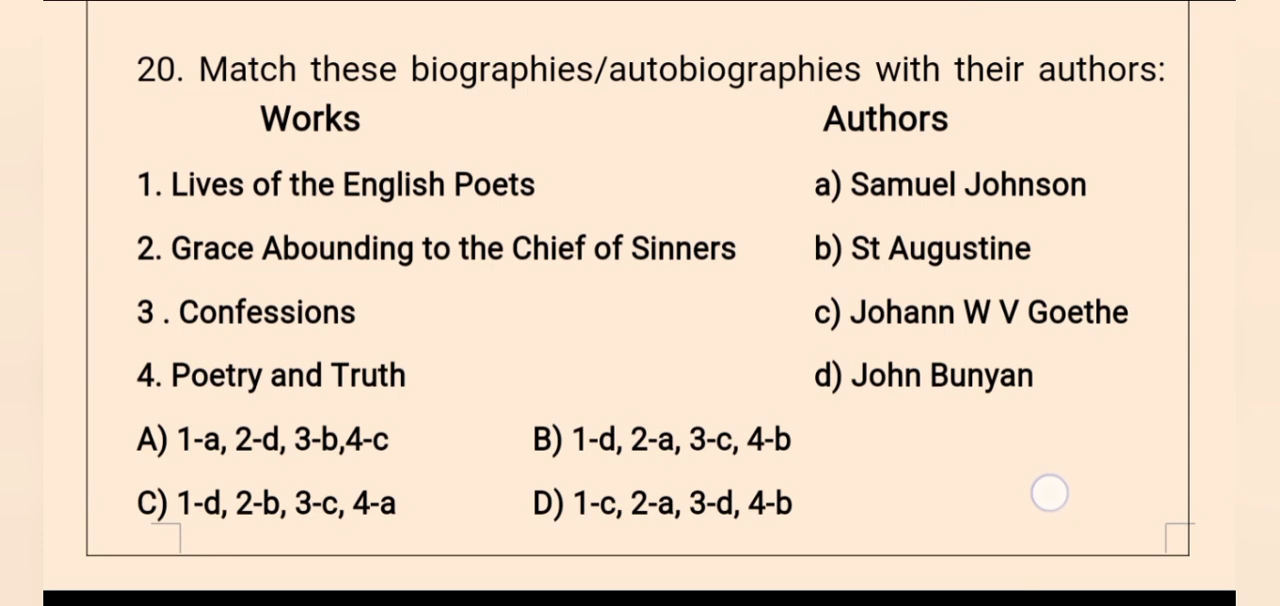 20. Match these biographies/autobiographies with their authors:
Works Authors
1. Lives of the English Poets a) Samuel Johnson
2. Grace Abounding to the Chief of Sinners b) St Augustine
3 . Confessions c) Johann W V Goethe
4. Poetry and Truth d) John Bunyan
A) 1-a, 2-d, 3-b,4-c B) 1-d, 2-a, 3-c, 4-b
C) 1-d, 2-b, 3-c, 4-a D) 1-c, 2-a, 3-d, 4-b